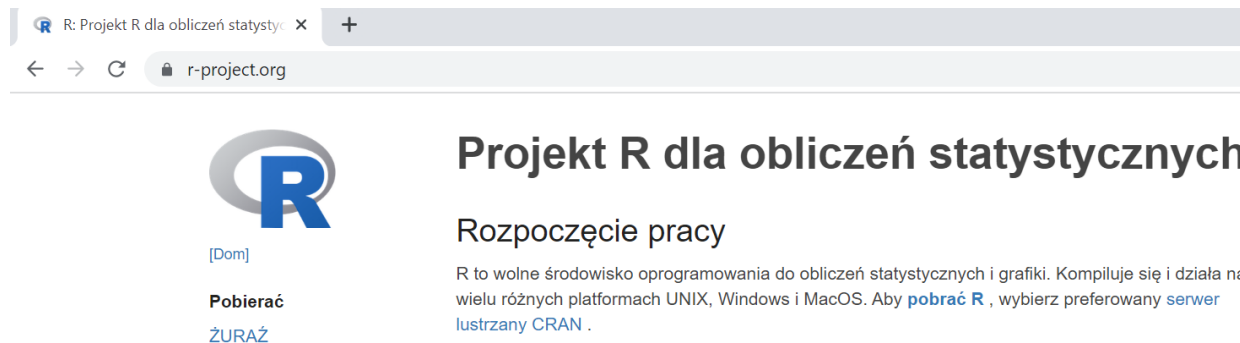 R: Projekt R dla obliczeń statystyc
r-project.org
R
Projekt R dla obliczeń statystycznych
Rozpoczęcie pracy
[Dom]
R to wolne środowisko oprogramowania do obliczeń statystycznych i grafiki. Kompiluje się i działa na
Pobierać
wielu różnych platformach UNIX, Windows i MacOS. Aby pobrać R , wybierz preferowany serwer
ŻURAŹ
lustrzany CRAN .